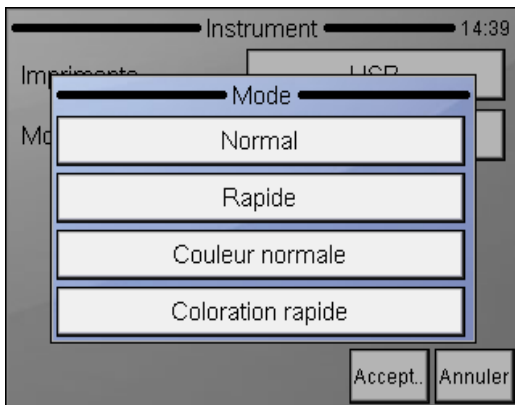 Instrument 14:39
Mode
Normal
Rapide
Couleur normale
Coloration rapide
Accept.. Annuler